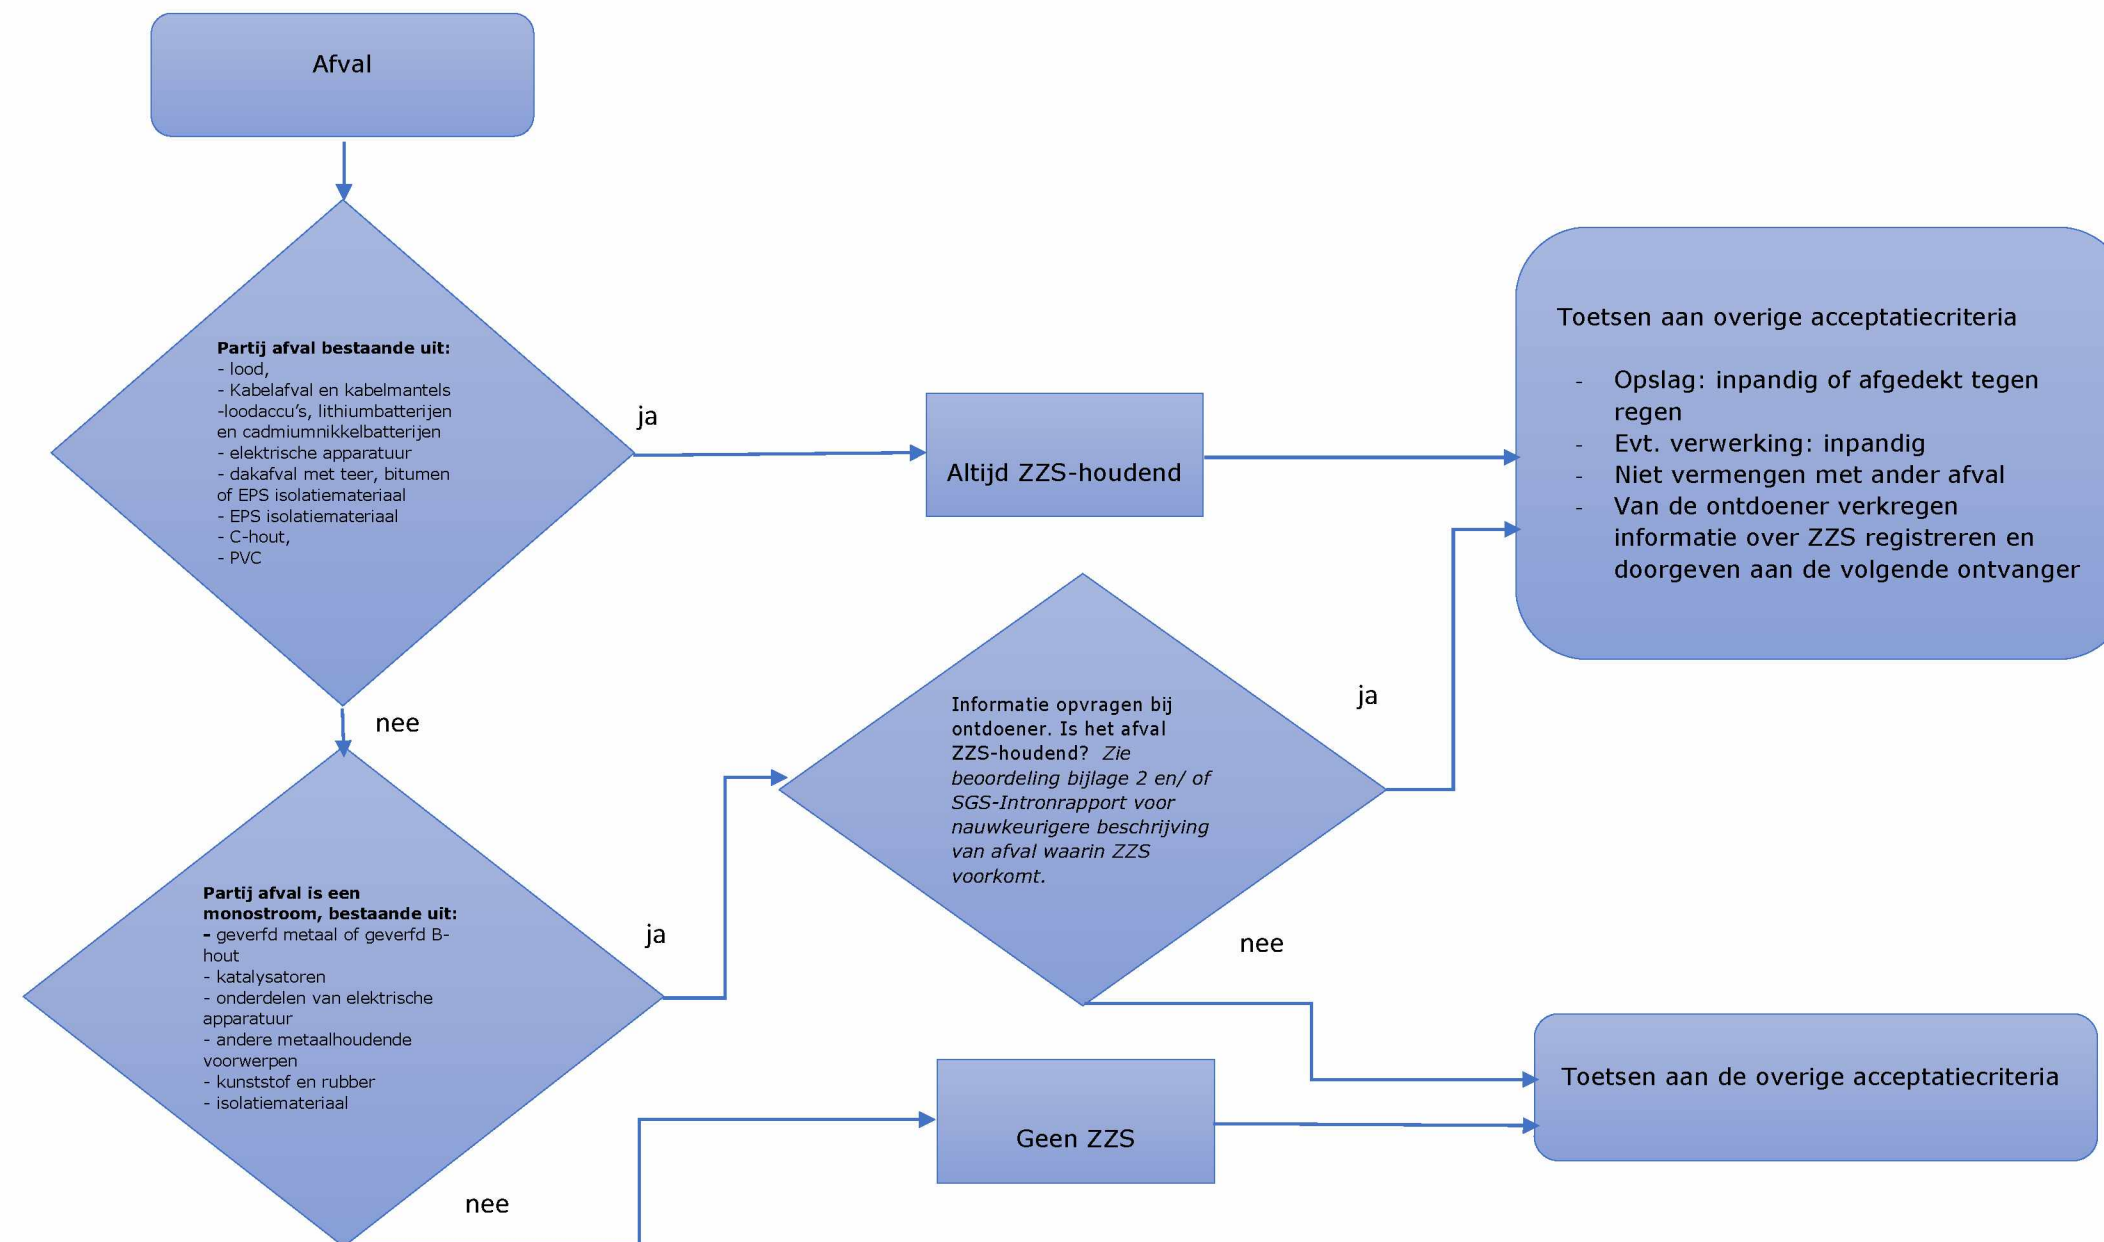 Afval
Partij afval bestaande uit:
- lood,
- Kabelafval en kabelmantels
-loodaccu's, lithiumbatterijen
en cadmiumnikkelbatterijen
- elektrische apparatuur
- dakafval met teer, bitumen
of EPS isolatiemateriaal
- EPS isolatiemateriaal
- C-hout,
- PVC
ja
Altijd ZZS-houdend
Toetsen aan overige acceptatiecriteria
- Opslag: inpandig of afgedekt tegen
regen
- Evt. verwerking: inpandig
- Niet vermengen met ander afval
- Van de ontdoener verkregen
informatie over ZZS registreren en
doorgeven aan de volgende ontvanger
nee
Partij afval is een
monostroom, bestaande uit:
- geverfd metaal of geverfd B-
hout
- katalysatoren
- onderdelen van elektrische
apparatuur
- andere metaalhoudende
voorwerpen
- kunststof en rubber
- isolatiemateriaal
ja
Informatie opvragen bij
ontdoener. Is het afval
ZZS-houdend? Zie
beoordeling bijlage 2 en/ of
SGS-Intronrapport voor
nauwkeurigere beschrijving
van afval waarin ZZS
voorkomt.
ja
nee
Toetsen aan de overige acceptatiecriteria
Geen ZZS
nee